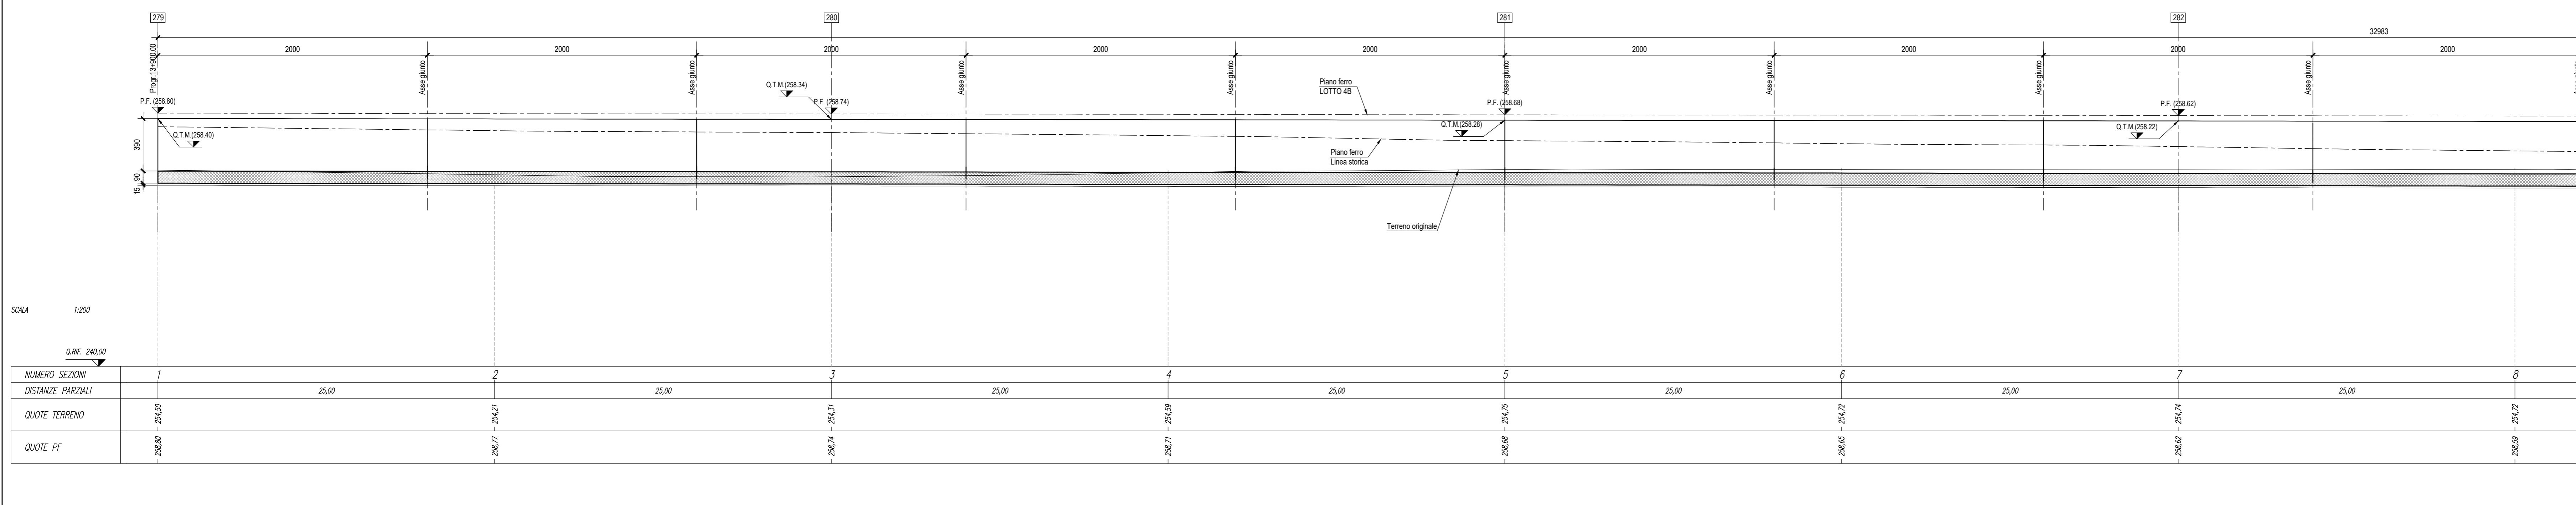 279 280 281 282
32983
2000 2000 2000 2000 2000 2000 2000 2000 2000
Progr.13+900.00 Asse giunto Asse giunto Asse giunto Asse giunto Asse giunto Asse giunto Asse giunto Asse giunto
Q.T.M.(258.34)
Piano ferro
LOTTO 4B
P.F. (258.80) P.F. (258.74) P.F. (258.68) P.F. (258.62)
Q.T.M.(258.40) Q.T.M.(258.28) Q.T.M.(258.22)
390
Piano ferro
Linea storica
90
15
Terreno originale
SCALA 1:200
Q.RIF. 240,00
NUMERO SEZIONI 1 2 3 4 5 6 7 8
DISTANZE PARZIALI 25,00 25,00 25,00 25,00 25,00 25,00 25,00
QUOTE TERRENO 254,50 254,21 254,31 254,59 254,75 254,72 254,74 254,72
QUOTE PF 258,80 258,77 258,74 258,71 258,68 258,65 258,62 258,59